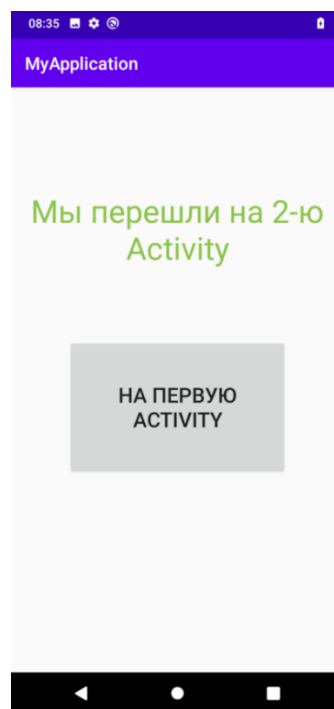 08:35
MyApplication
Мы перешли на 2-ю
Activity
НА ПЕРВУЮ
ACTIVITY